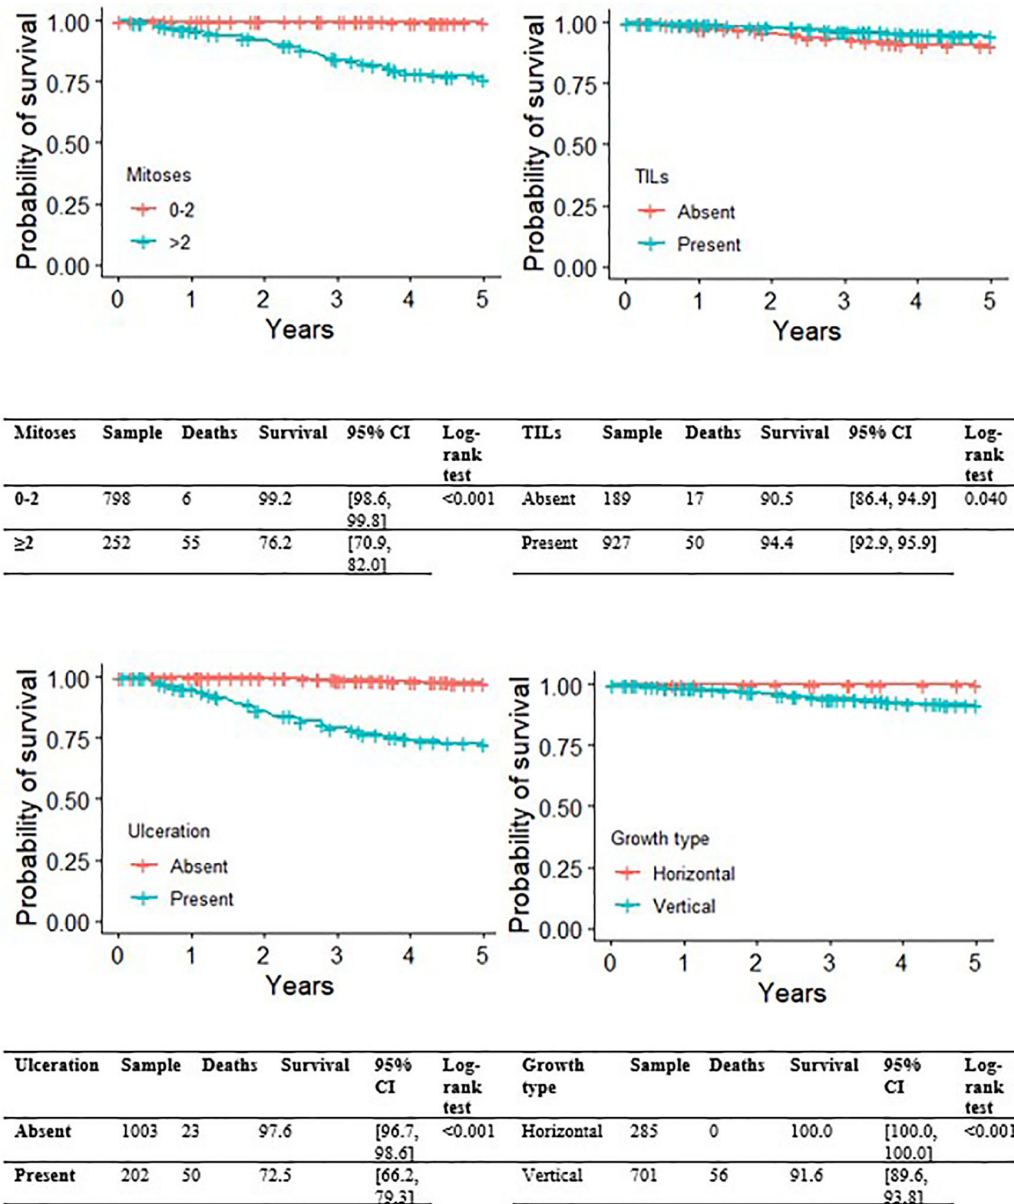 Probability of survival
1.00
0.75
0.50
0.25
0.00
Mitoses
0-2
>2
0 1 2 3 4 5
Years
Probability of survival
1.00
0.75
0.50
0.25
0.00
TILs
Absent
Present
0 1 2 3 4 5
Years
Mitoses Sample Deaths Survival 95% CI Log-
rank
test
0-2 798 6 99.2 [98.6, <0.001
99.8]
≥2 252 55 76.2 [70.9,
82.0]
TILs Sample Deaths Survival 95% CI Log-
rank
test
Absent 189 17 90.5 [86.4, 94.9] 0.040
Present 927 50 94.4 [92.9, 95.9]
Probability of survival
1.00
0.75
0.50
0.25
0.00
Ulceration
Absent
Present
0 1 2 3 4 5
Years
Probability of survival
1.00
0.75
0.50
0.25
0.00
Growth type
Horizontal
Vertical
0 1 2 3 4 5
Years
Ulceration Sample Deaths Survival 95% Log-
CI rank
test
Absent 1003 23 97.6 [96.7, <0.001
98.6]
Present 202 50 72.5 [66.2,
79.3]
Growth Sample Deaths Survival 95% Log-
type CI rank
test
Horizontal 285 0 100.0 [100.0, <0.001
100.0]
Vertical 701 56 91.6 [89.6,
93.8]